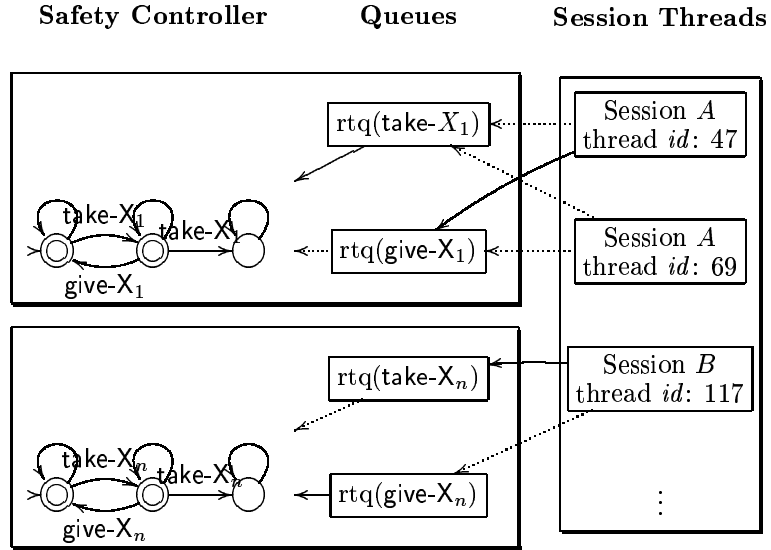 Safety Controller Queues Session Threads
rtq(take-X₁)
Session A
thread id: 47
take-X₁ take-X₁
give-X₁
rtq(give-X₁)
Session A
thread id: 69
rtq(take-Xₙ)
Session B
thread id: 117
take-Xₙ take-Xₙ
give-Xₙ
rtq(give-Xₙ)
⋮